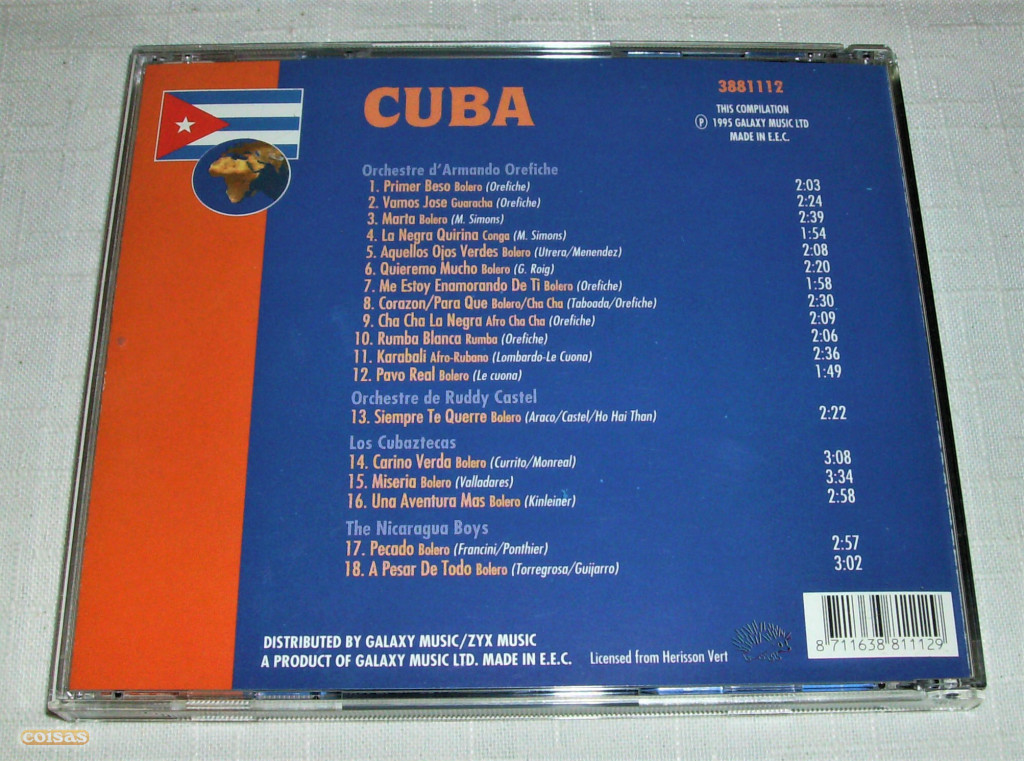 CUBA
3881112
THIS COMPILATION
Ⓟ 1995 GALAXY MUSIC LTD
MADE IN E.E.C.
Orchestre d'Armando Orefiche
1. Primer Beso Bolero (Orefiche) 2:03
2. Vamos Jose Guaracha (Orefiche) 2:24
3. Marta Bolero (M. Simons) 2:39
4. La Negra Quirina Conga (M. Simons) 1:54
5. Aquellos Ojos Verdes Bolero (Utrera/Menendez) 2:08
6. Quieremo Mucho Bolero (G. Roig) 2:20
7. Me Estoy Enamorando De Ti Bolero (Orefiche) 1:58
8. Corazon/Para Que Bolero/Cha Cha (Taboada/Orefiche) 2:30
9. Cha Cha La Negra Afro Cha Cha (Orefiche) 2:09
10. Rumba Blanca Rumba (Orefiche) 2:06
11. Karabali Afro-Rubano (Lombardo-Le Cuona) 2:36
12. Pavo Real Bolero (Le cuona) 1:49
Orchestre de Ruddy Castel
13. Siempre Te Querre Bolero (Araco/Castel/Ho Hai Than) 2:22
Los Cubaztecas
14. Carino Verda Bolero (Currito/Monreal) 3:08
15. Miseria Bolero (Valladares) 3:34
16. Una Aventura Mas Bolero (Kinleiner) 2:58
The Nicaragua Boys
17. Pecado Bolero (Francini/Ponthier) 2:57
18. A Pesar De Todo Bolero (Torregrosa/Guijarro) 3:02
DISTRIBUTED BY GALAXY MUSIC/ZYX MUSIC
A PRODUCT OF GALAXY MUSIC LTD. MADE IN E.E.C.
Licensed from Herisson Vert
8 711638 811129
coisas